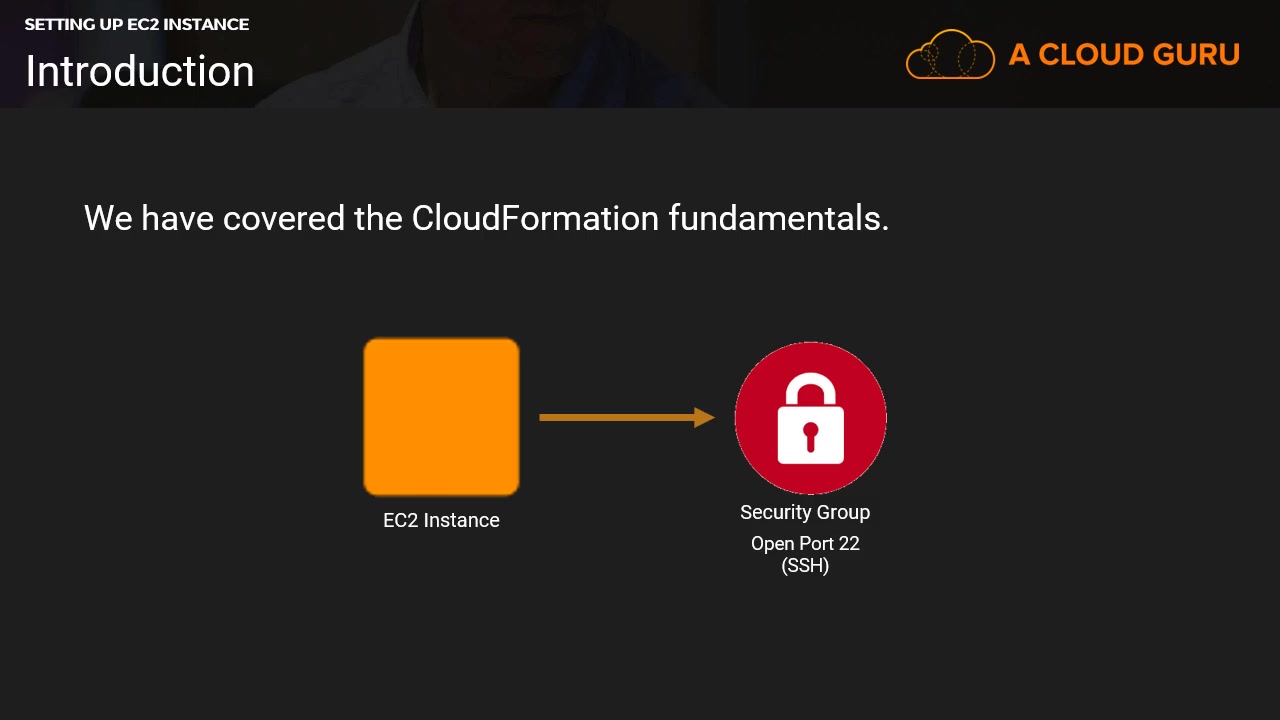 SETTING UP EC2 INSTANCE
Introduction
A CLOUD GURU
We have covered the CloudFormation fundamentals.
EC2 Instance
Security Group
Open Port 22
(SSH)